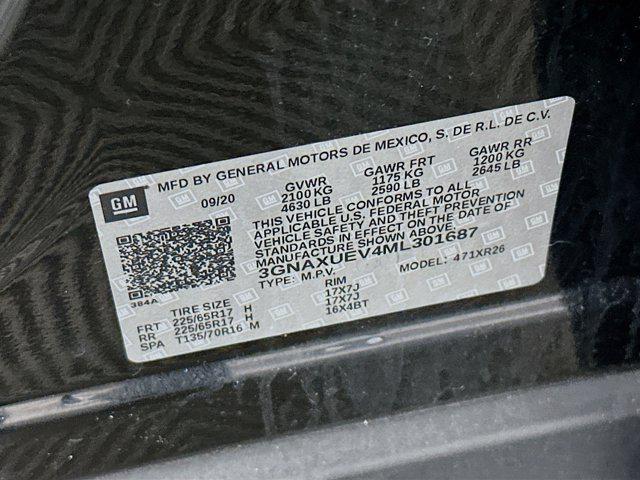 MFD BY GENERAL MOTORS DE MEXICO, S. DE R.L. DE C.V.
GM
09/20 GVWR GAWR FRT GAWR RR
2100 KG 1175 KG 1200 KG
4630 LB 2590 LB 2645 LB
THIS VEHICLE CONFORMS TO ALL
APPLICABLE U.S. FEDERAL MOTOR
VEHICLE SAFETY AND THEFT PREVENTION
STANDARDS IN EFFECT ON THE DATE OF
MANUFACTURE SHOWN ABOVE.
3GNAXUEV4ML301687
TYPE: M.P.V. MODEL: 471XR26
384A
TIRE SIZE RIM
FRT 225/65R17 H 17X7J
RR 225/65R17 H 17X7J
SPA T135/70R16 M 16X4BT